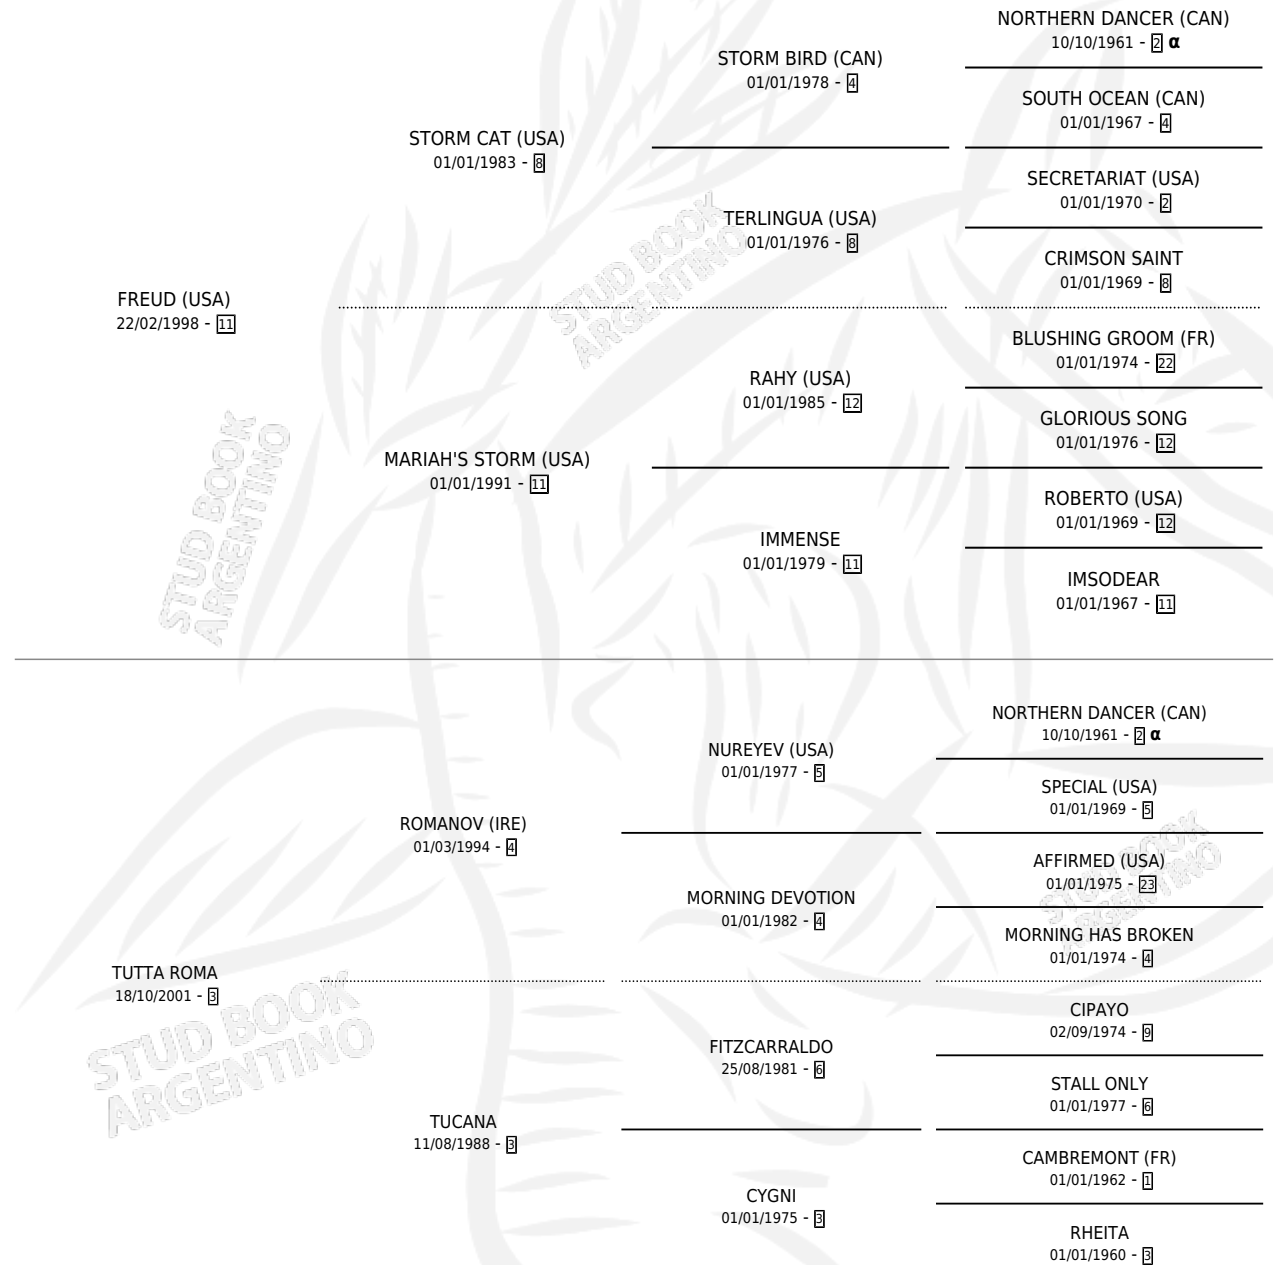 NORTHERN DANCER (CAN)
10/10/1961 - 2 α
STORM BIRD (CAN)
01/01/1978 - 4
SOUTH OCEAN (CAN)
01/01/1967 - 4
STORM CAT (USA)
01/01/1983 - 8
SECRETARIAT (USA)
01/01/1970 - 2
TERLINGUA (USA)
01/01/1976 - 8
CRIMSON SAINT
01/01/1969 - 8
FREUD (USA)
22/02/1998 - 11
BLUSHING GROOM (FR)
01/01/1974 - 22
RAHY (USA)
01/01/1985 - 12
GLORIOUS SONG
01/01/1976 - 12
MARIAH'S STORM (USA)
01/01/1991 - 11
ROBERTO (USA)
01/01/1969 - 12
IMMENSE
01/01/1979 - 11
IMSODEAR
01/01/1967 - 11
STUD BOOK
ARGENTINO
STUD BOOK
ARGENTINO
NORTHERN DANCER (CAN)
10/10/1961 - 2 α
NUREYEV (USA)
01/01/1977 - 5
SPECIAL (USA)
01/01/1969 - 5
ROMANOV (IRE)
01/03/1994 - 4
AFFIRMED (USA)
01/01/1975 - 23
MORNING DEVOTION
01/01/1982 - 4
MORNING HAS BROKEN
01/01/1974 - 4
TUTTA ROMA
18/10/2001 - 3
CIPAYO
02/09/1974 - 9
FITZCARRALDO
25/08/1981 - 6
STALL ONLY
01/01/1977 - 6
TUCANA
11/08/1988 - 3
CAMBREMONT (FR)
01/01/1962 - 1
CYGNI
01/01/1975 - 3
RHEITA
01/01/1960 - 3
STUD BOOK
ARGENTINO
STUD BOOK
ARGENTINO